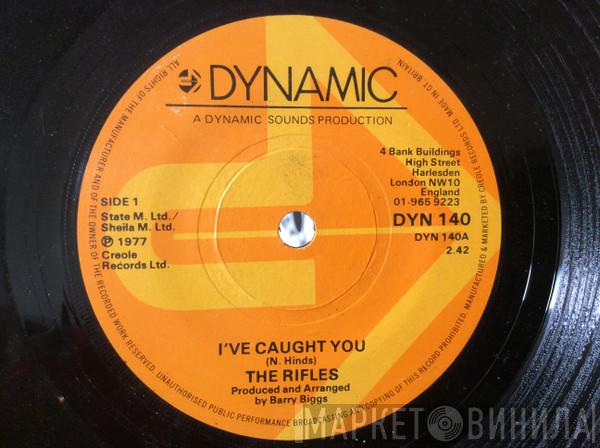 DYNAMIC
A DYNAMIC SOUNDS PRODUCTION
4 Bank Buildings
High Street
Harlesden
London NW10
England
01-965 9223
DYN 140
DYN 140A
2.42
SIDE 1
State M. Ltd./
Sheila M. Ltd.
Ⓟ 1977
Creole
Records Ltd.
I'VE CAUGHT YOU
(N. Hinds)
THE RIFLES
Produced and Arranged
by Barry Biggs
ALL RIGHTS OF THE MANUFACTURER AND OF THE OWNER OF THE RECORDED WORK RESERVED. UNAUTHORISED PUBLIC PERFORMANCE BROADCASTING AND COPYING OF THIS RECORD PROHIBITED. MANUFACTURED & MARKETED BY CREOLE RECORDS LTD MADE IN GT. BRITAIN
МАРКЕТ ВИНИЛА